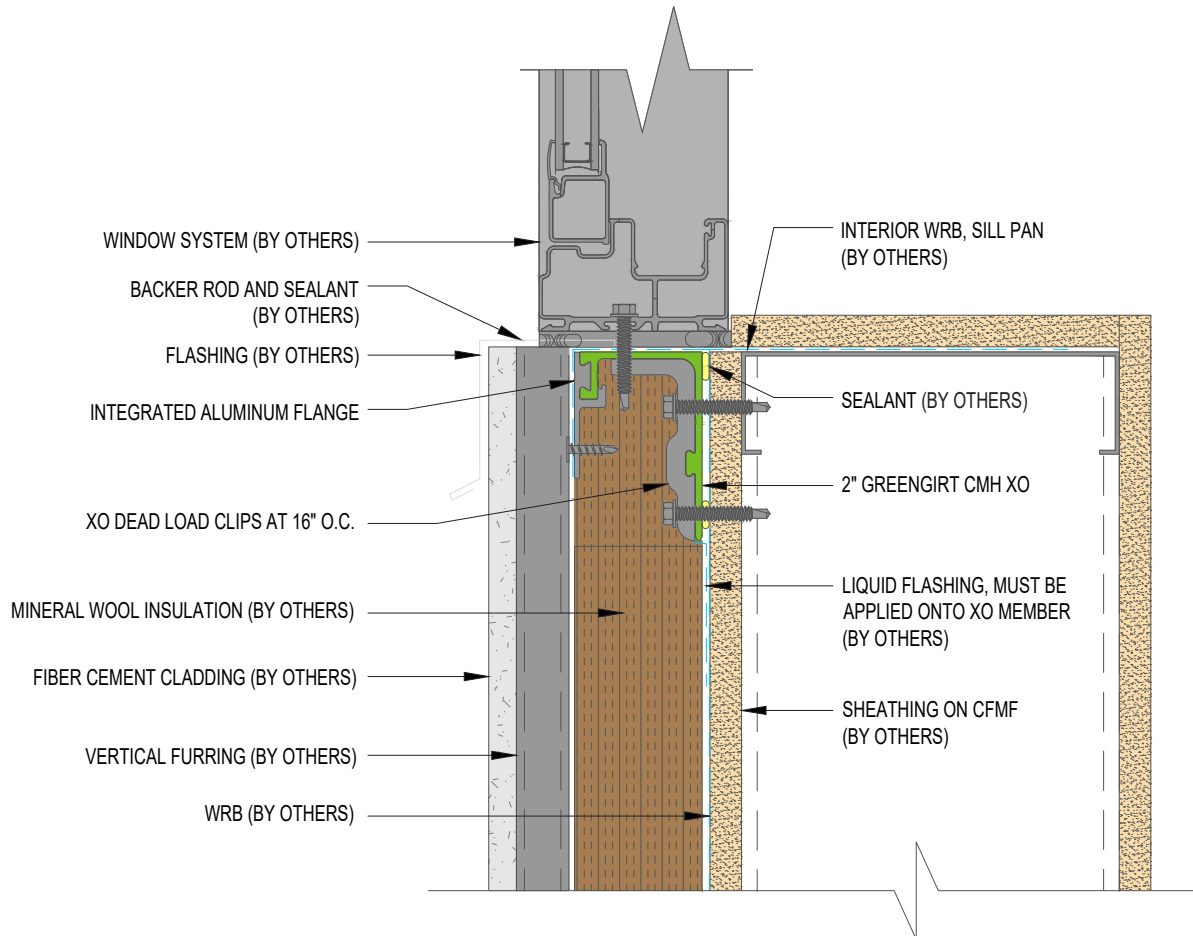 WINDOW SYSTEM (BY OTHERS)
BACKER ROD AND SEALANT
(BY OTHERS)
FLASHING (BY OTHERS)
INTEGRATED ALUMINUM FLANGE
XO DEAD LOAD CLIPS AT 16" O.C.
MINERAL WOOL INSULATION (BY OTHERS)
FIBER CEMENT CLADDING (BY OTHERS)
VERTICAL FURRING (BY OTHERS)
WRB (BY OTHERS)
INTERIOR WRB, SILL PAN
(BY OTHERS)
SEALANT (BY OTHERS)
2" GREENGIRT CMH XO
LIQUID FLASHING, MUST BE
APPLIED ONTO XO MEMBER
(BY OTHERS)
SHEATHING ON CFMF
(BY OTHERS)